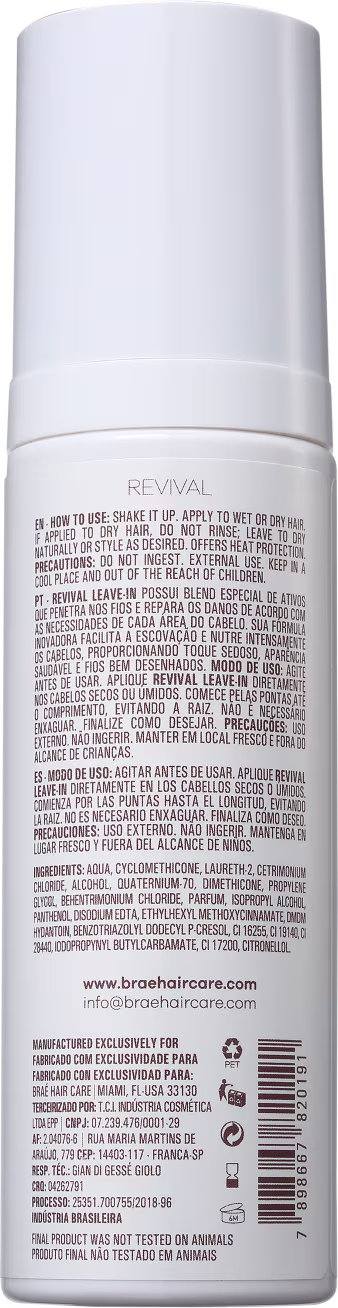 REVIVAL
EN - HOW TO USE: SHAKE IT UP. APPLY TO WET OR DRY HAIR.
IF APPLIED TO DRY HAIR, DO NOT RINSE; LEAVE TO DRY
NATURALLY OR STYLE AS DESIRED. OFFERS HEAT PROTECTION.
PRECAUTIONS: DO NOT INGEST. EXTERNAL USE. KEEP IN A
COOL PLACE AND OUT OF THE REACH OF CHILDREN.
PT - REVIVAL LEAVE-IN POSSUI BLEND ESPECIAL DE ATIVOS
QUE PENETRA NOS FIOS E REPARA OS DANOS DE ACORDO COM
AS NECESSIDADES DE CADA ÁREA DO CABELO. SUA FÓRMULA
INOVADORA FACILITA A ESCOVAÇÃO E NUTRE INTENSAMENTE
OS CABELOS, PROPORCIONANDO TOQUE SEDOSO, APARÊNCIA
SAUDÁVEL E FIOS BEM DESENHADOS. MODO DE USO: AGITE
ANTES DE USAR. APLIQUE REVIVAL LEAVE-IN DIRETAMENTE
NOS CABELOS SECOS OU ÚMIDOS. COMECE PELAS PONTAS ATÉ
O COMPRIMENTO, EVITANDO A RAIZ. NÃO É NECESSÁRIO
ENXAGUAR. FINALIZE COMO DESEJAR. PRECAUÇÕES: USO
EXTERNO. NÃO INGERIR. MANTER EM LOCAL FRESCO E FORA DO
ALCANCE DE CRIANÇAS.
ES - MODO DE USO: AGITAR ANTES DE USAR. APLIQUE REVIVAL
LEAVE-IN DIRETAMENTE EN LOS CABELLOS SECOS O ÚMIDOS.
COMIENZA POR LAS PUNTAS HASTA EL LONGITUD, EVITANDO
LA RAIZ. NO ES NECESARIO ENXAGUAR. FINALIZA COMO DESEO.
PRECAUCIONES: USO EXTERNO. NÃO INGERIR. MANTENGA EN
LUGAR FRESCO Y FUERA DEL ALCANCE DE NINOS.
INGREDIENTS: AQUA, CYCLOMETHICONE, LAURETH-2, CETRIMONIUM
CHLORIDE, ALCOHOL, QUATERNIUM-70, DIMETHICONE, PROPYLENE
GLYCOL, BEHENTRIMONIUM CHLORIDE, PARFUM, ISOPROPYL ALCOHOL,
PANTHENOL, DISODIUM EDTA, ETHYLHEXYL METHOXYCINNAMATE, DMDM
HYDANTOIN, BENZOTRIAZOLYL DODECYL P-CRESOL, CI 16255, CI 19140, CI
28440, IODOPROPYNYL BUTYLCARBAMATE, CI 17200, CITRONELLOL.
www.braehaircare.com
info@braehaircare.com
MANUFACTURED EXCLUSIVELY FOR
FABRICADO COM EXCLUSIVIDADE PARA
FABRICADO CON EXCLUSIVIDAD PARA:
BRAÉ HAIR CARE | MIAMI, FL-USA 33130
TERCEIRIZADO POR: T.C.I. INDÚSTRIA COSMÉTICA
LTDA EPP | CNPJ: 07.239.476/0001-29
AF: 2.04076-6 | RUA MARIA MARTINS DE
ARAÚJO, 779 CEP: 14403-117 - FRANCA-SP
RESP. TÉC.: GIAN DI GESSÉ GIOLO
CRQ: 04262791
PROCESSO: 25351.700755/2018-96
INDÚSTRIA BRASILEIRA
FINAL PRODUCT WAS NOT TESTED ON ANIMALS
PRODUTO FINAL NÃO TESTADO EM ANIMAIS
PET
6M
7 898667 820191